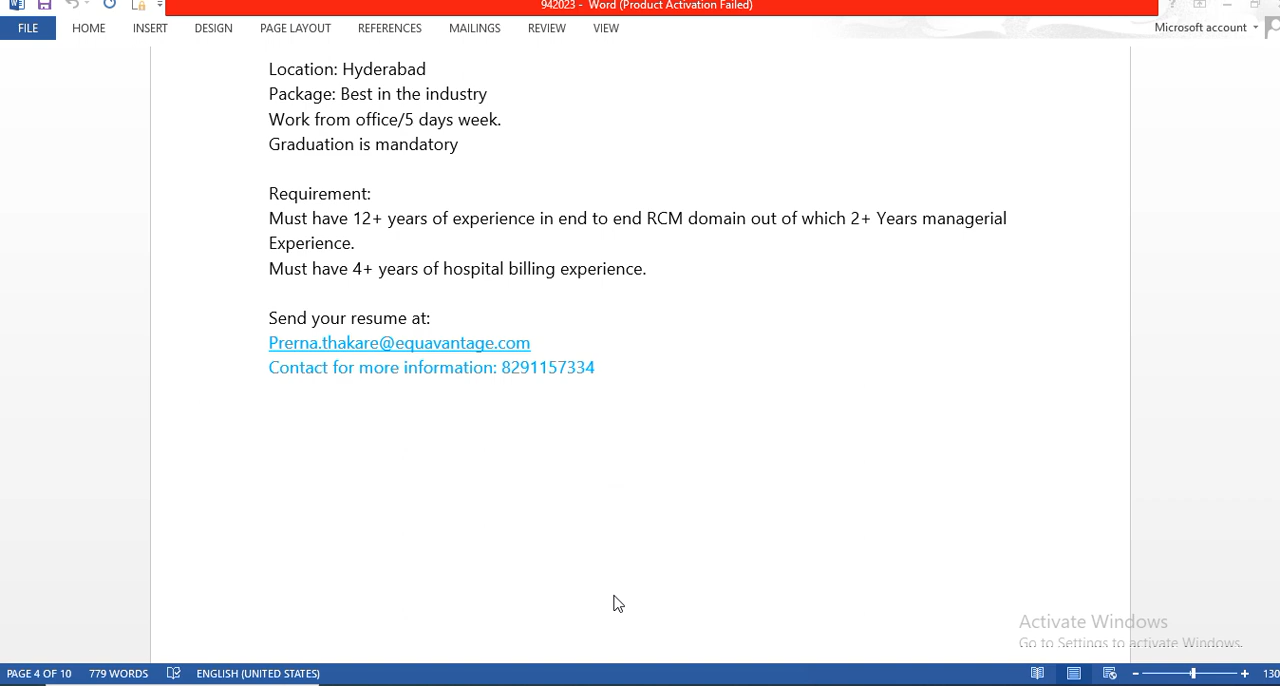 942023 - Word (Product Activation Failed)
FILE HOME INSERT DESIGN PAGE LAYOUT REFERENCES MAILINGS REVIEW VIEW Microsoft account
Location: Hyderabad
Package: Best in the industry
Work from office/5 days week.
Graduation is mandatory
Requirement:
Must have 12+ years of experience in end to end RCM domain out of which 2+ Years managerial
Experience.
Must have 4+ years of hospital billing experience.
Send your resume at:
Prerna.thakare@equavantage.com
Contact for more information: 8291157334
Activate Windows
Go to Settings to activate Windows.
PAGE 4 OF 10 779 WORDS ENGLISH (UNITED STATES) 130